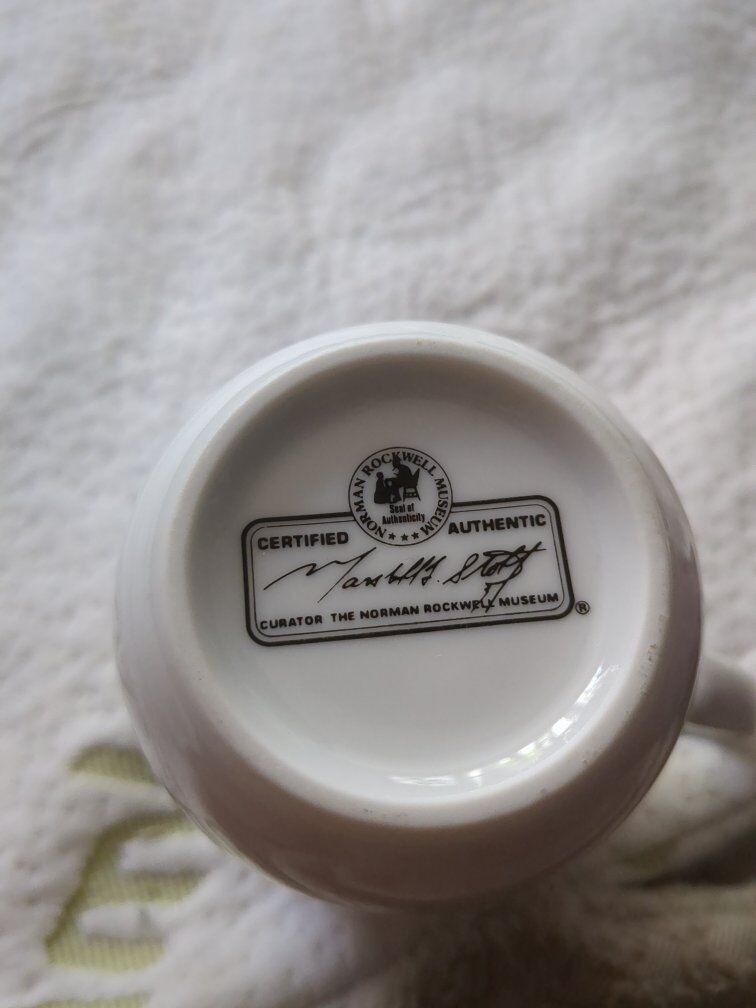 NORMAN ROCKWELL MUSEUM
Seal of
Authenticity
CERTIFIED AUTHENTIC
CURATOR THE NORMAN ROCKWELL MUSEUM ®